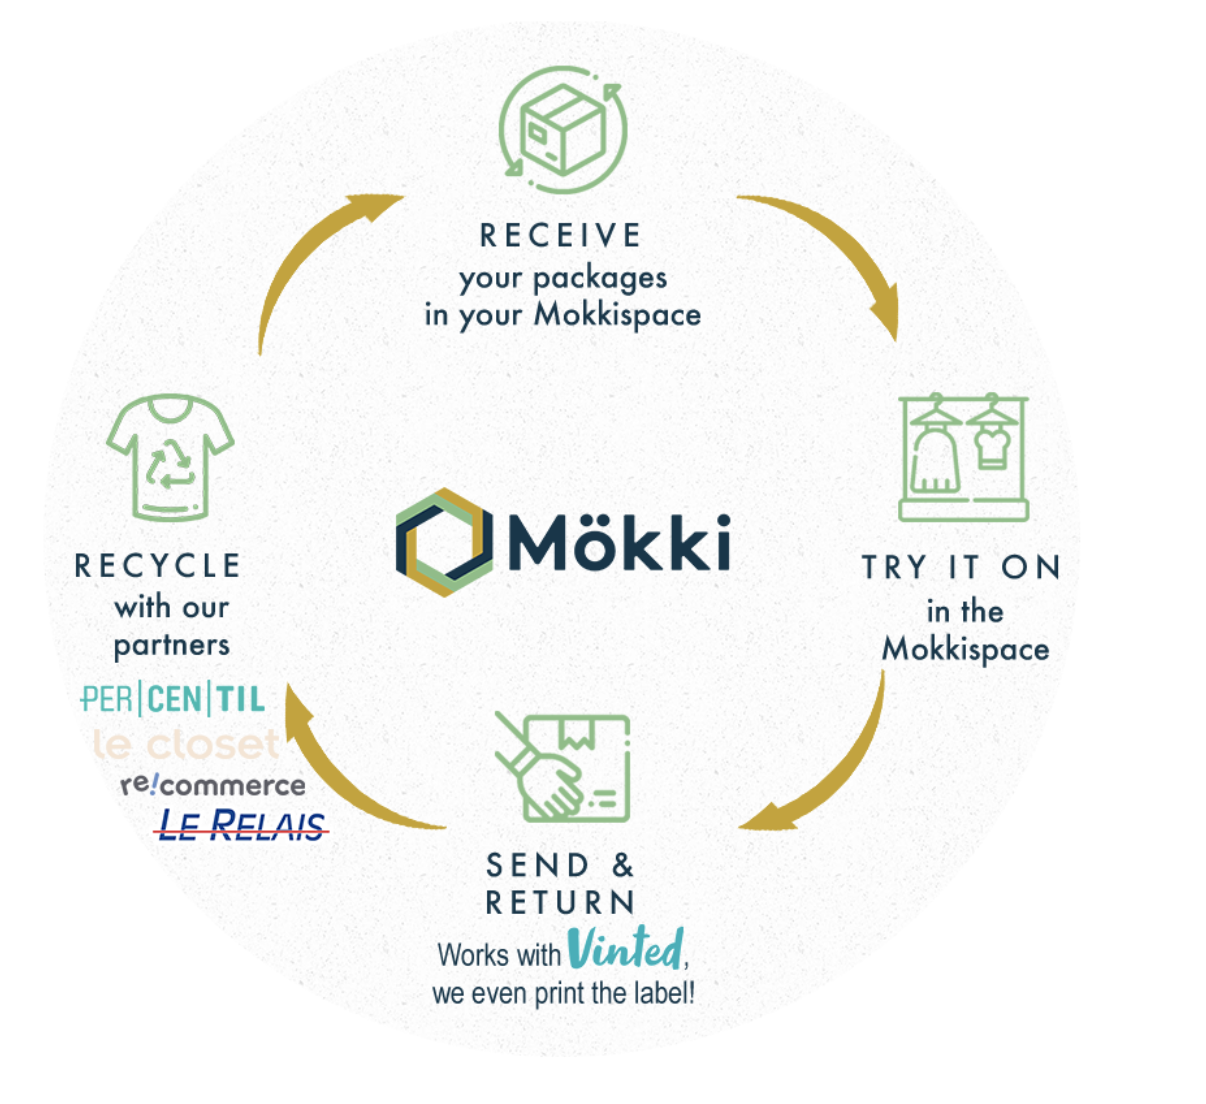 RECEIVE
your packages
in your Mokkispace
TRY IT ON
in the
Mokkispace
SEND &
RETURN
Works with Vinted,
we even print the label!
RECYCLE
with our
partners
PER|CEN|TIL
le closet
re!commerce
LE RELAIS
Mökki